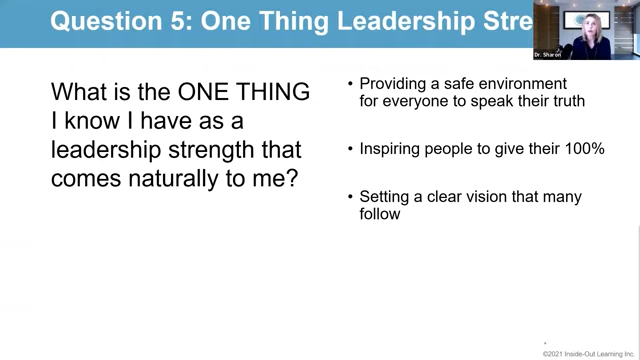 Question 5: One Thing Leadership Stre
Dr. Sharon
What is the ONE THING
I know I have as a
leadership strength that
comes naturally to me?
• Providing a safe environment
for everyone to speak their truth
• Inspiring people to give their 100%
• Setting a clear vision that many
follow
©2021 Inside-Out Learning Inc.